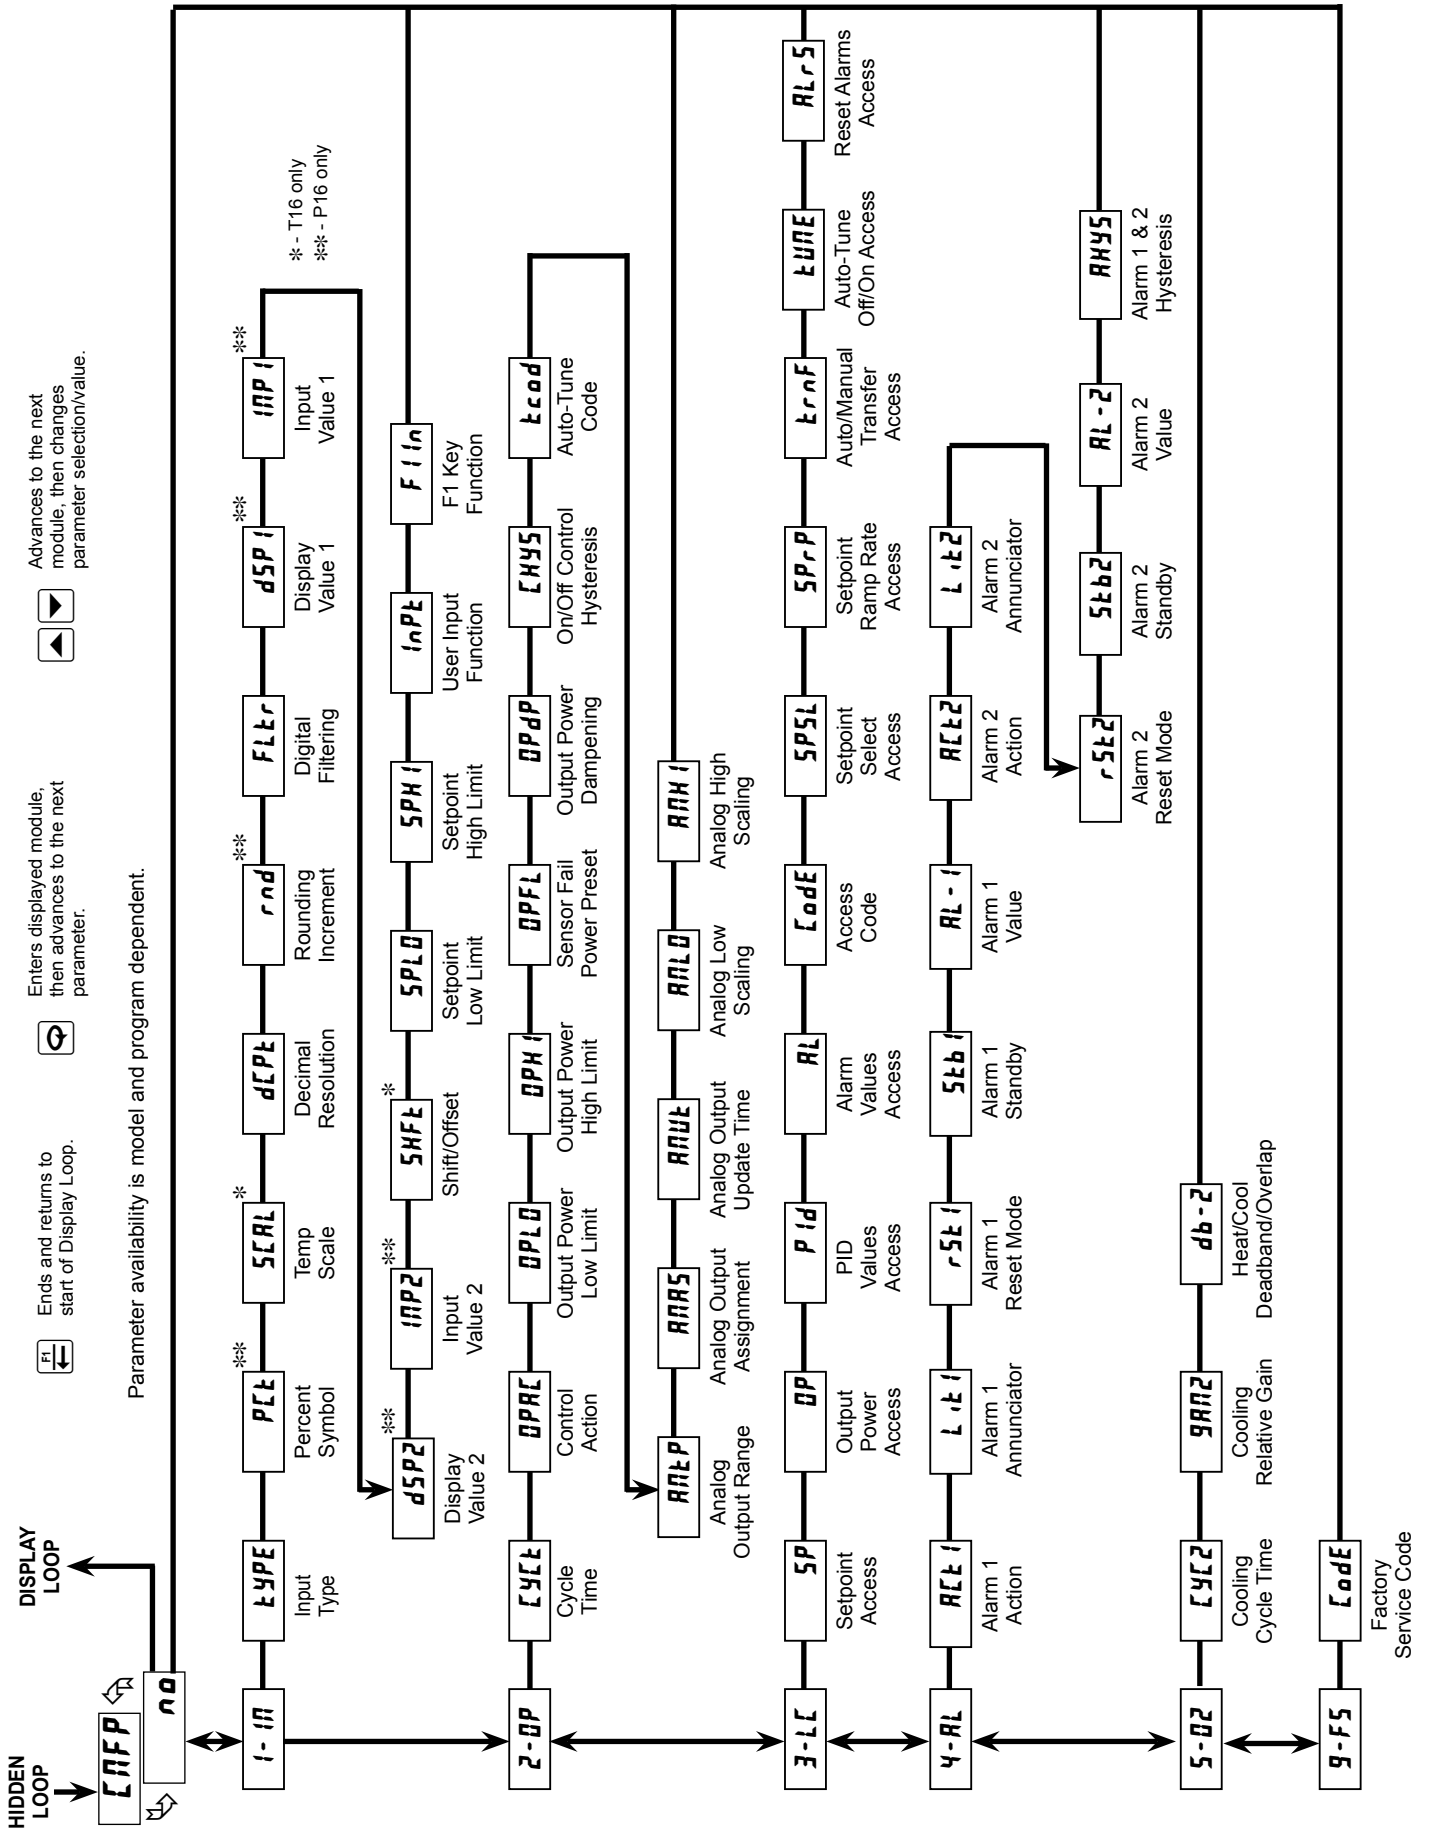 HIDDEN
LOOP
DISPLAY
LOOP
CNFP
no
F1
Ends and returns to
start of Display Loop.
Enters displayed module,
then advances to the next
parameter.
Advances to the next
module, then changes
parameter selection/value.
Parameter availability is model and program dependent.
* - T16 only
** - P16 only
1-IN
tYPE
Input
Type
PCt
**
Percent
Symbol
SCAL
*
Temp
Scale
dCPt
Decimal
Resolution
rnd
**
Rounding
Increment
FLtr
Digital
Filtering
dSP1
**
Display
Value 1
INP1
**
Input
Value 1
dSP2
**
Display
Value 2
INP2
**
Input
Value 2
SHFt
*
Shift/Offset
SPLO
Setpoint
Low Limit
SPHI
Setpoint
High Limit
InPt
User Input
Function
F1In
F1 Key
Function
2-OP
CYCt
Cycle
Time
OPAC
Control
Action
OPLO
Output Power
Low Limit
OPHI
Output Power
High Limit
OPFL
Sensor Fail
Power Preset
OPdP
Output Power
Dampening
CHYS
On/Off Control
Hysteresis
tcod
Auto-Tune
Code
ANtP
Analog
Output Range
ANAS
Analog Output
Assignment
ANUt
Analog Output
Update Time
ANLO
Analog Low
Scaling
ANHI
Analog High
Scaling
3-LC
SP
Setpoint
Access
OP
Output
Power
Access
PId
PID
Values
Access
AL
Alarm
Values
Access
CodE
Access
Code
SPSL
Setpoint
Select
Access
SPrP
Setpoint
Ramp Rate
Access
trnF
Auto/Manual
Transfer
Access
tUNE
Auto-Tune
Off/On Access
ALrS
Reset Alarms
Access
4-AL
ACt1
Alarm 1
Action
Lit1
Alarm 1
Annunciator
rSt1
Alarm 1
Reset Mode
Stb1
Alarm 1
Standby
AL-1
Alarm 1
Value
ACt2
Alarm 2
Action
Lit2
Alarm 2
Annunciator
rSt2
Alarm 2
Reset Mode
Stb2
Alarm 2
Standby
AL-2
Alarm 2
Value
AHYS
Alarm 1 & 2
Hysteresis
5-O2
CYC2
Cooling
Cycle Time
gAN2
Cooling
Relative Gain
db-2
Heat/Cool
Deadband/Overlap
9-FS
CodE
Factory
Service Code